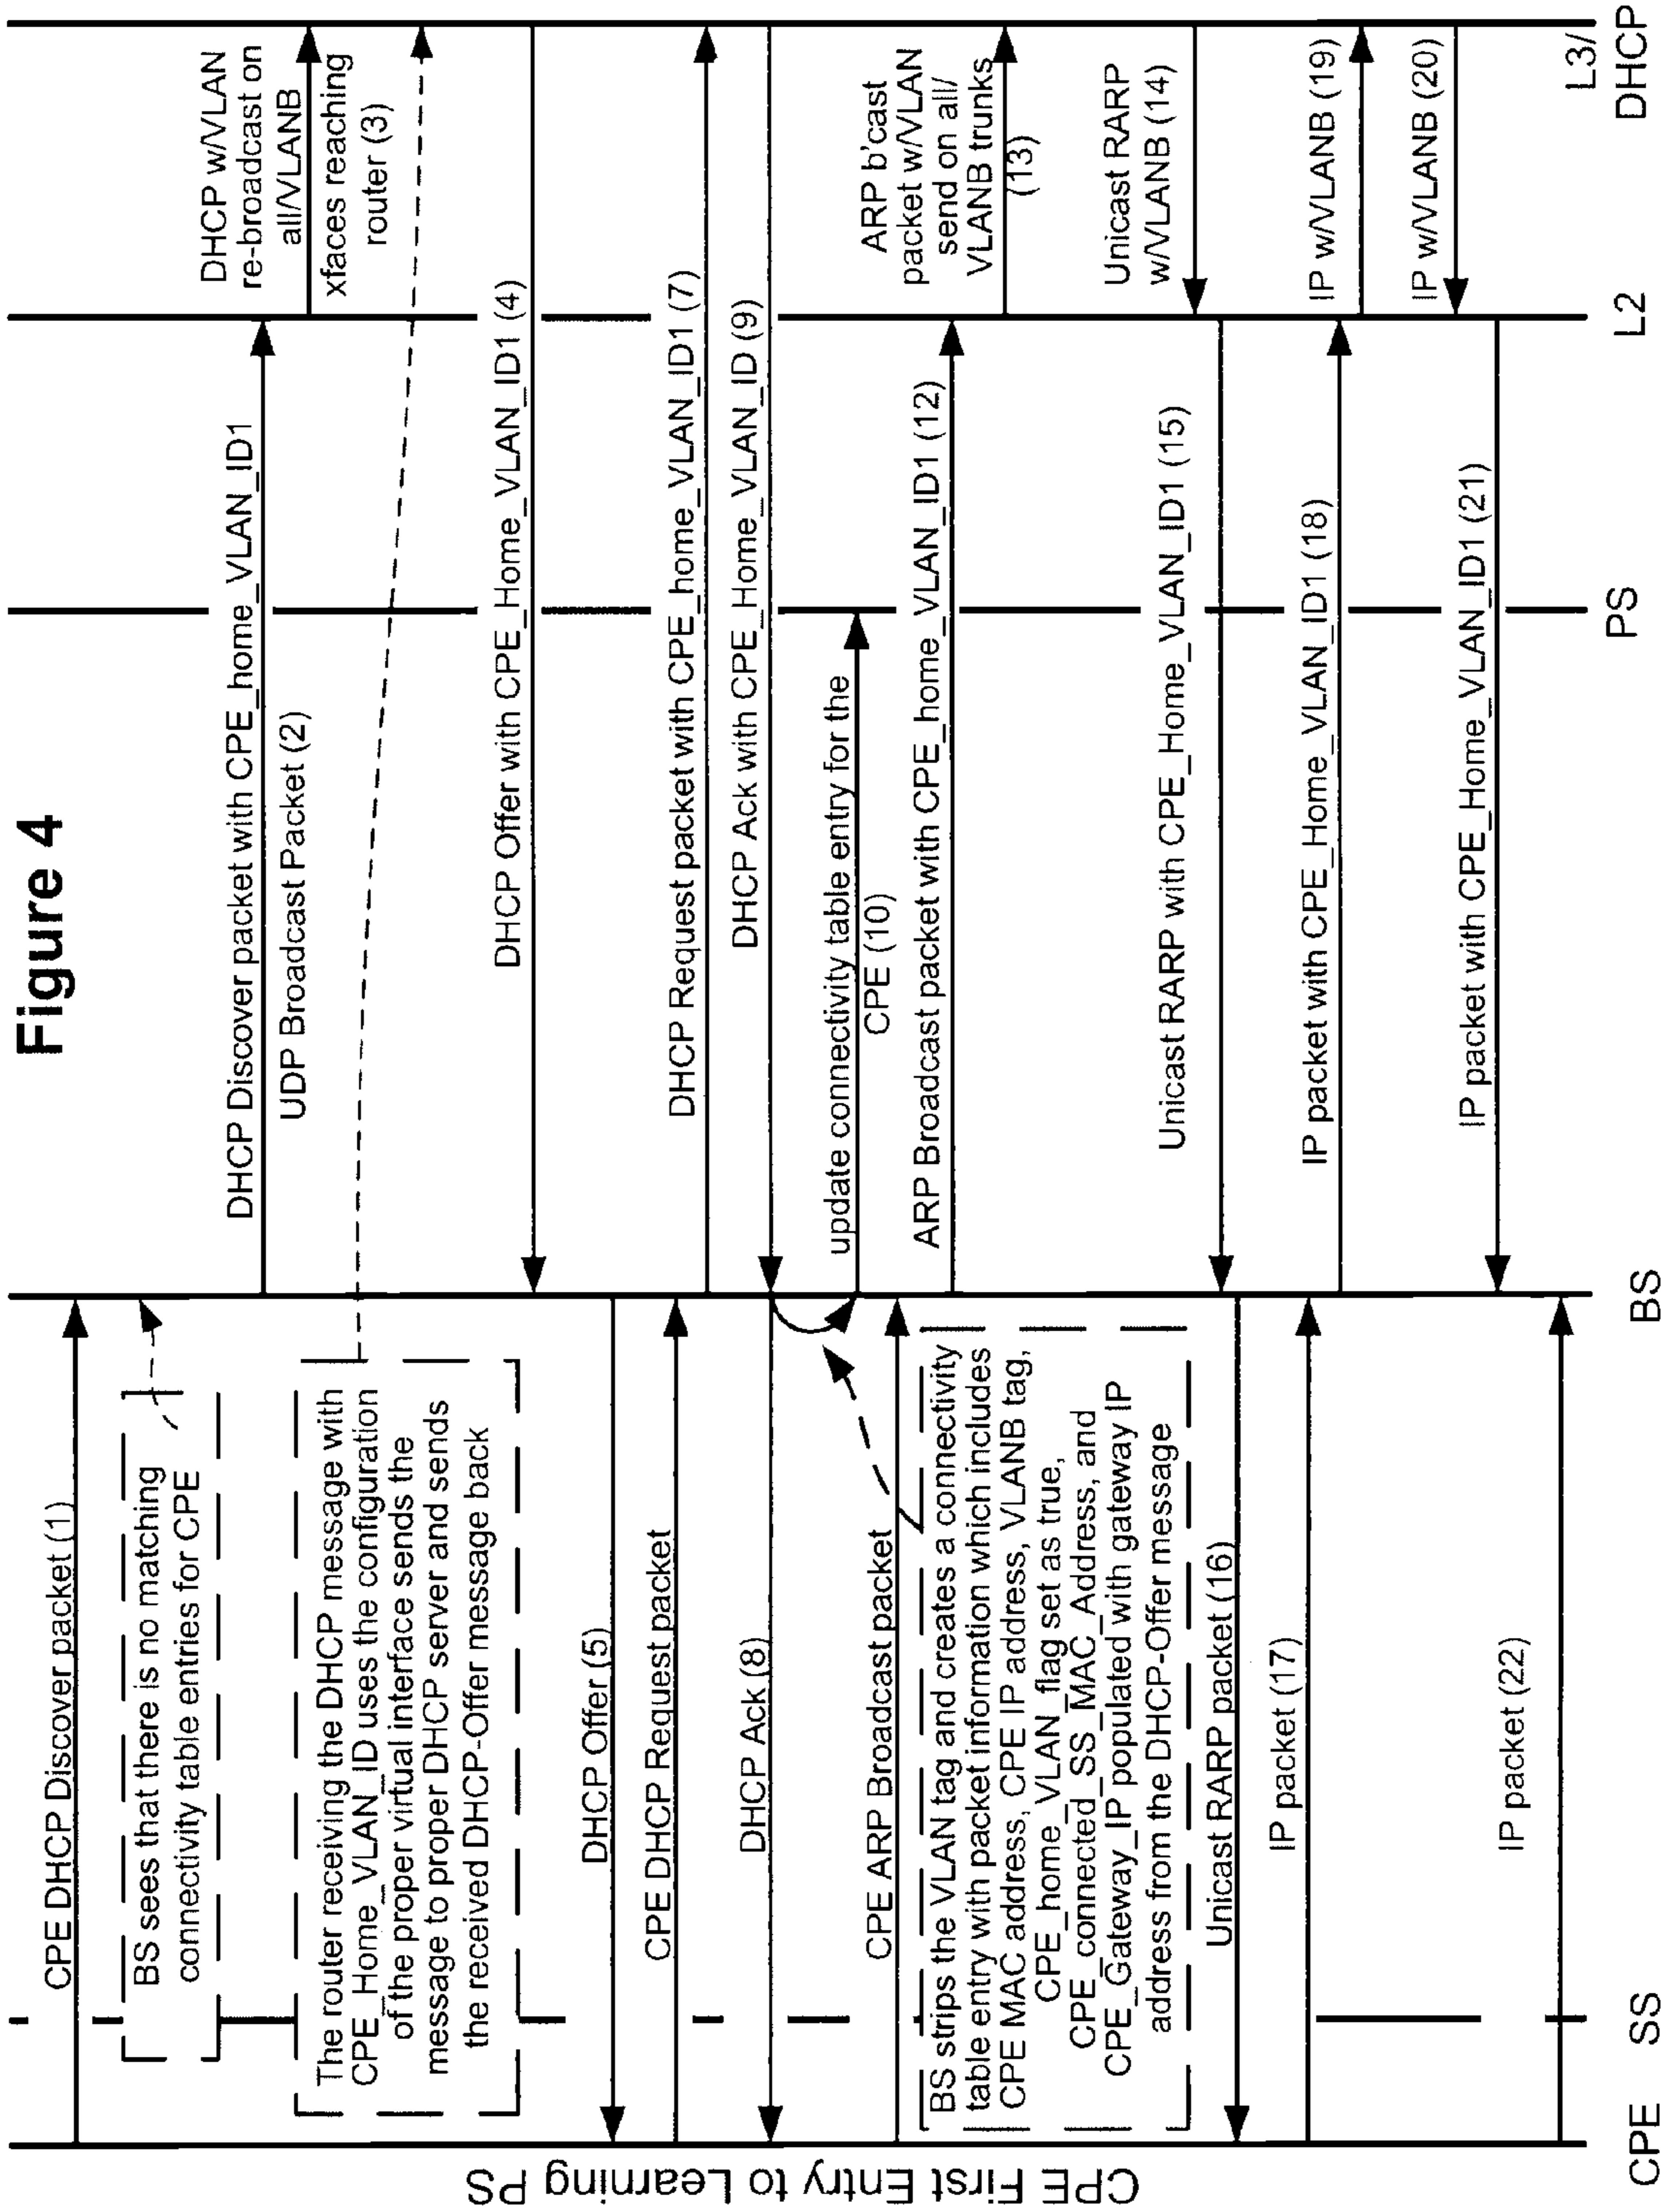 Figure 4
CPE First Entry to Learning PS
CPE DHCP Discover packet (1)
BS sees that there is no matching
connectivity table entries for CPE
DHCP Discover packet with CPE_home_VLAN_ID1
UDP Broadcast Packet (2)
DHCP w/VLAN
re-broadcast on
all/VLANB
xfaces reaching
router (3)
The router receiving the DHCP message with
CPE_Home_VLAN_ID uses the configuration
of the proper virtual interface sends the
message to proper DHCP server and sends
the received DHCP-Offer message back
DHCP Offer with CPE_Home_VLAN_ID1 (4)
DHCP Offer (5)
CPE DHCP Request packet
DHCP Request packet with CPE_home_VLAN_ID1 (7)
DHCP Ack (8)
DHCP Ack with CPE_Home_VLAN_ID (9)
update connectivity table entry for the
CPE (10)
CPE ARP Broadcast packet
ARP Broadcast packet with CPE_home_VLAN_ID1 (12)
ARP b'cast
packet w/VLAN
send on all/
VLANB trunks
(13)
BS strips the VLAN tag and creates a connectivity
table entry with packet information which includes
CPE MAC address, CPE IP address, VLANB tag,
CPE_home_VLAN_flag set as true,
CPE_connected_SS_MAC_Address, and
CPE_Gateway_IP populated with gateway IP
address from the DHCP-Offer message
Unicast RARP
w/VLANB (14)
Unicast RARP with CPE_Home_VLAN_ID1 (15)
Unicast RARP packet (16)
IP packet (17)
IP packet with CPE_Home_VLAN_ID1 (18)
IP w/VLANB (19)
IP w/VLANB (20)
IP packet with CPE_Home_VLAN_ID1 (21)
IP packet (22)
CPE
SS
BS
PS
L2
L3/
DHCP